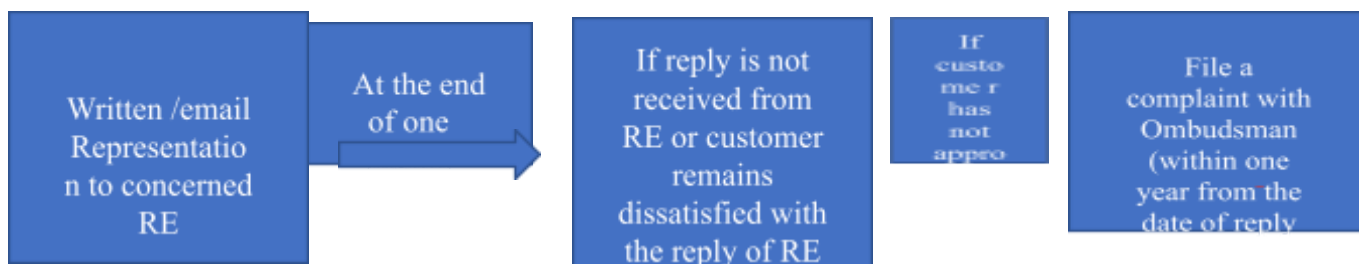 Written /email
Representatio
n to concerned
RE
At the end
of one
If reply is not
received from
RE or customer
remains
dissatisfied with
the reply of RE
If
custo
me r
has
not
appro
File a
complaint with
Ombudsman
(within one
year from the
date of reply